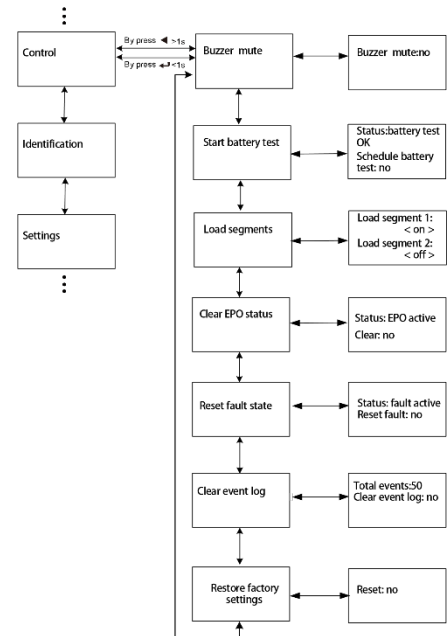 Control
By press ◄ >1s
By press ↵ <1s
Buzzer mute
Buzzer mute:no
Identification
Start battery test
Status:battery test
OK
Schedule battery
test: no
Settings
Load segments
Load segment 1:
< on >
Load segment 2:
< off >
Clear EPO status
Status: EPO active
Clear: no
Reset fault state
Status: fault active
Reset fault: no
Clear event log
Total events:50
Clear event log: no
Restore factory
settings
Reset: no